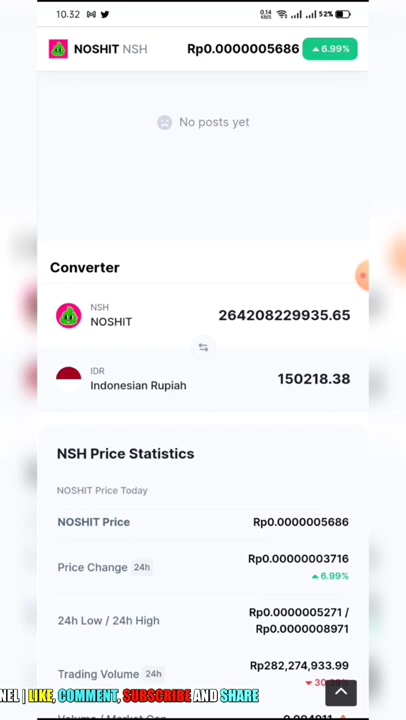 10.32
0.14 KB/S 52%
NOSHIT NSH Rp0.0000005686 6.99%
No posts yet
Converter
NSH
NOSHIT 264208229935.65
IDR
Indonesian Rupiah 150218.38
NSH Price Statistics
NOSHIT Price Today
NOSHIT Price Rp0.0000005686
Price Change 24h Rp0.00000003716
6.99%
24h Low / 24h High Rp0.0000005271 /
Rp0.0000008971
Trading Volume 24h Rp282,274,933.99
NEL | LIKE, COMMENT, SUBSCRIBE AND SHARE